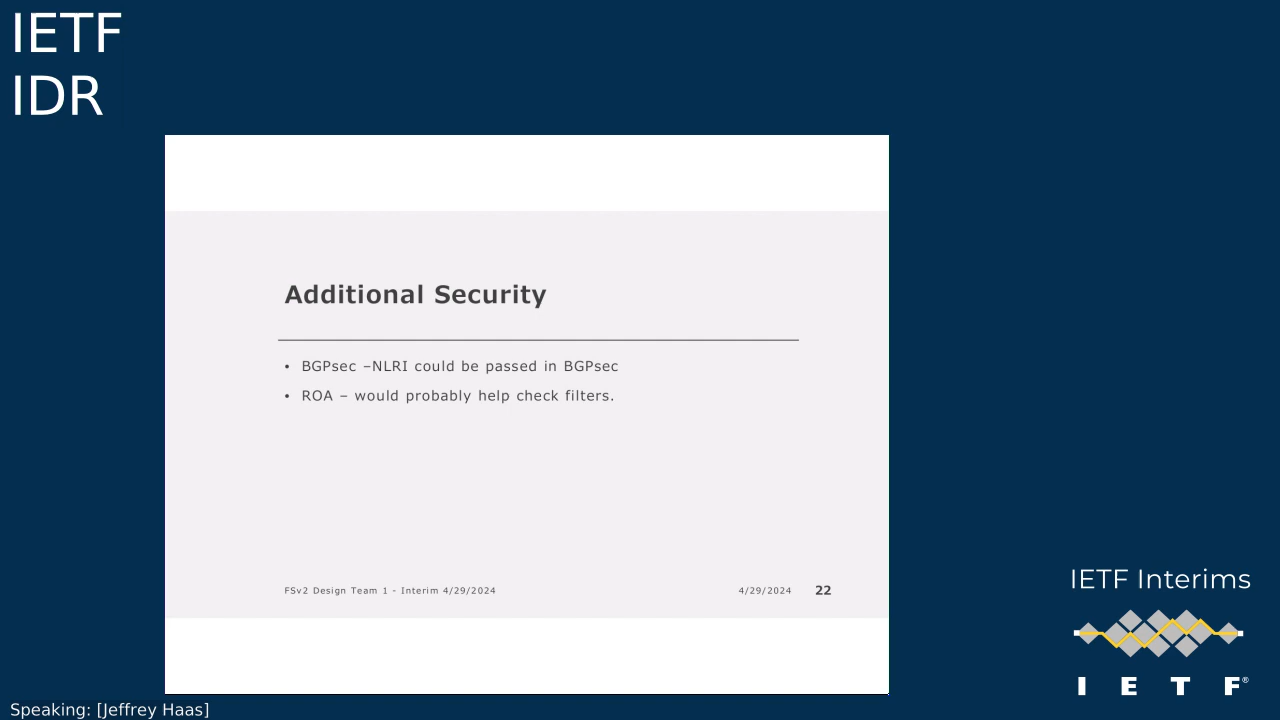 IETF
IDR
Additional Security
• BGPsec –NLRI could be passed in BGPsec
• ROA – would probably help check filters.
FSv2 Design Team 1 - Interim 4/29/2024
4/29/2024
22
IETF Interims
I E T F®
Speaking: [Jeffrey Haas]